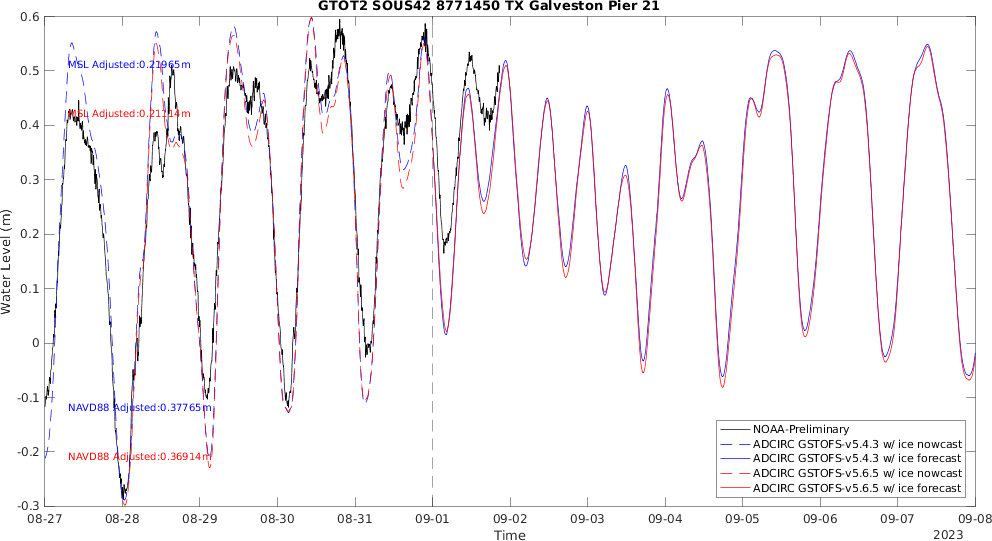 GTOT2 SOUS42 8771450 TX Galveston Pier 21
Water Level (m)
0.6
0.5
0.4
0.3
0.2
0.1
0
-0.1
-0.2
-0.3
MSL Adjusted:0.21965m
MSL Adjusted:0.21114m
NAVD88 Adjusted:0.37765m
NAVD88 Adjusted:0.36914m
NOAA-Preliminary
ADCIRC GSTOFS-v5.4.3 w/ ice nowcast
ADCIRC GSTOFS-v5.4.3 w/ ice forecast
ADCIRC GSTOFS-v5.6.5 w/ ice nowcast
ADCIRC GSTOFS-v5.6.5 w/ ice forecast
08-27 08-28 08-29 08-30 08-31 09-01 09-02 09-03 09-04 09-05 09-06 09-07 09-08
Time
2023